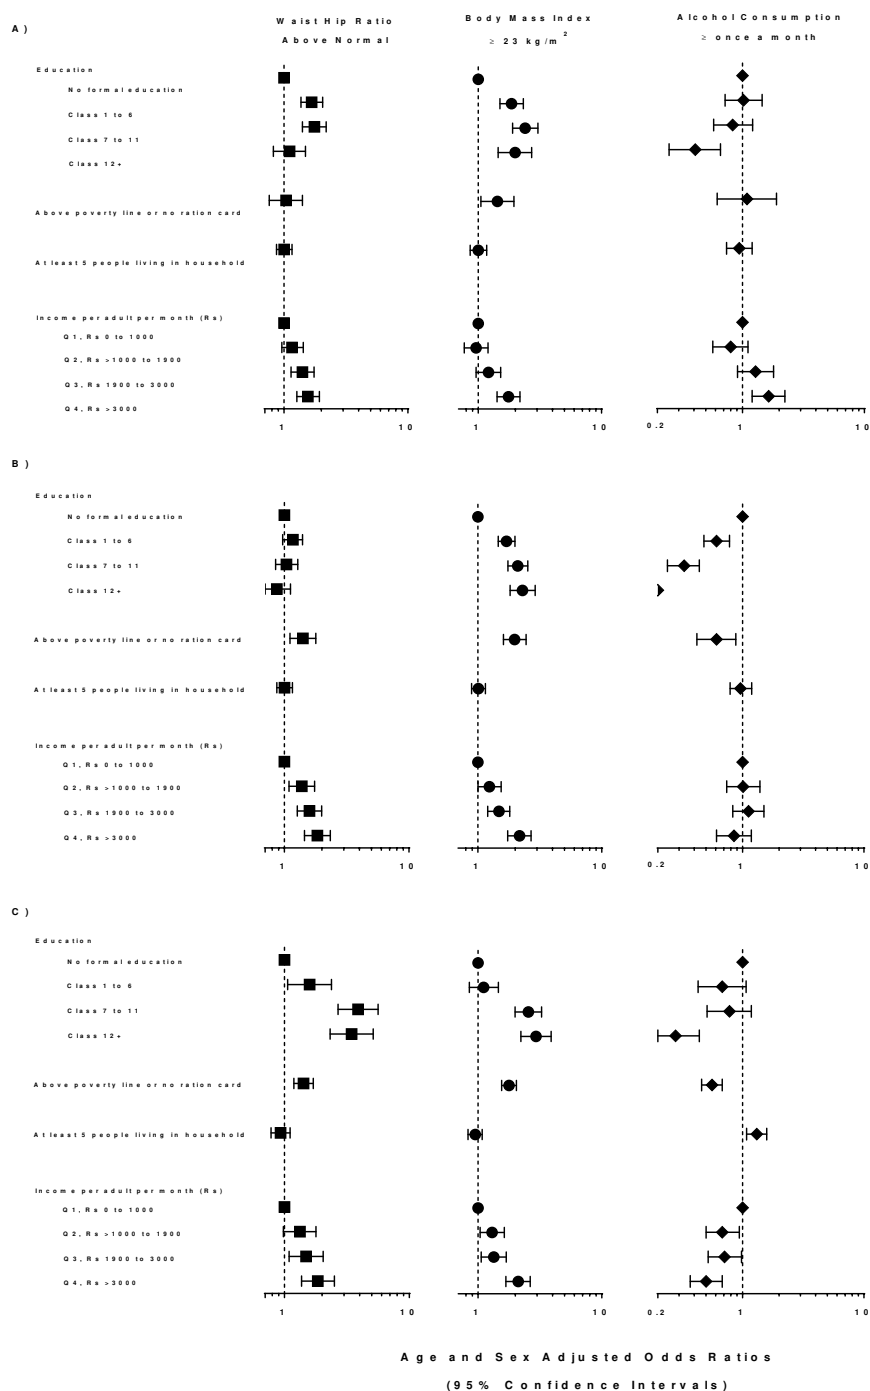 A)
Waist Hip Ratio
Above Normal
Body Mass Index
≥ 23 kg/m²
Alcohol Consumption
≥ once a month
Education
No formal education
Class 1 to 6
Class 7 to 11
Class 12+
Above poverty line or no ration card
At least 5 people living in household
Income per adult per month (Rs)
Q1, Rs 0 to 1000
Q2, Rs >1000 to 1900
Q3, Rs 1900 to 3000
Q4, Rs >3000
1 10 1 10 0.2 1 10
B)
Education
No formal education
Class 1 to 6
Class 7 to 11
Class 12+
Above poverty line or no ration card
At least 5 people living in household
Income per adult per month (Rs)
Q1, Rs 0 to 1000
Q2, Rs >1000 to 1900
Q3, Rs 1900 to 3000
Q4, Rs >3000
1 10 1 10 0.2 1 10
C)
Education
No formal education
Class 1 to 6
Class 7 to 11
Class 12+
Above poverty line or no ration card
At least 5 people living in household
Income per adult per month (Rs)
Q1, Rs 0 to 1000
Q2, Rs >1000 to 1900
Q3, Rs 1900 to 3000
Q4, Rs >3000
1 10 1 10 0.2 1 10
Age and Sex Adjusted Odds Ratios
(95% Confidence Intervals)